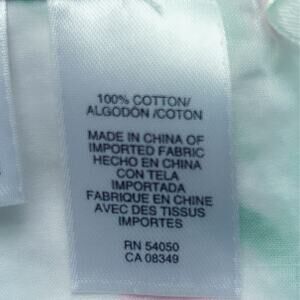 100% COTTON/
ALGODÓN /COTON
MADE IN CHINA OF
IMPORTED FABRIC
HECHO EN CHINA
CON TELA
IMPORTADA
FABRIQUE EN CHINE
AVEC DES TISSUS
IMPORTES
RN 54050
CA 08349